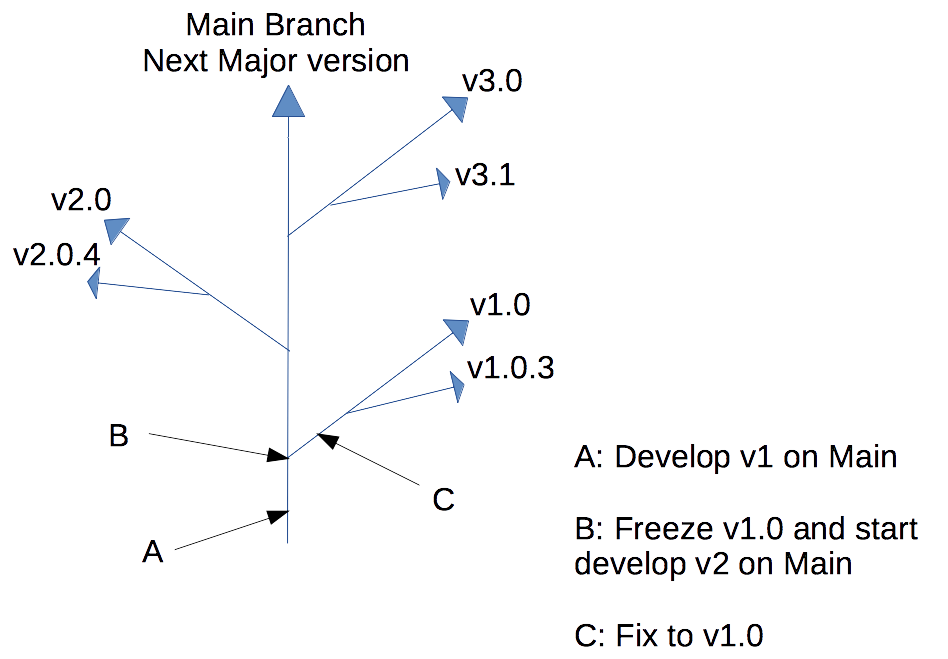 Main Branch
Next Major version
v3.0
v3.1
v2.0
v2.0.4
v1.0
v1.0.3
B
C
A
A: Develop v1 on Main
B: Freeze v1.0 and start
develop v2 on Main
C: Fix to v1.0